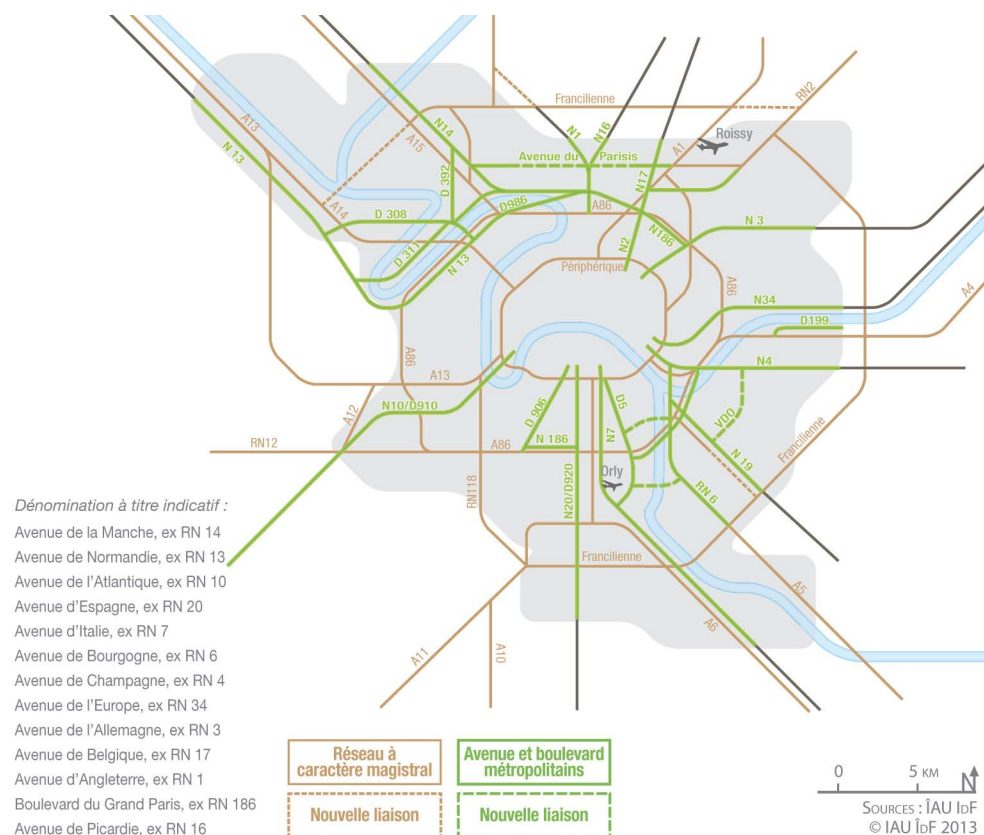 Francilienne
RN2
N1
N16
Roissy
A13
N14
A15
N 13
Avenue du Parisis
A1
D 392
N17
A14
D986
A86
D 308
N 3
N186
N2
D 311
N 13
Périphérique
A86
N34
A4
D199
A86
N4
A13
A12
N10/D910
D 906
D5
VDO
RN12
A86
N 186
N7
Francilienne
N 19
Orly
RN118
N20/D920
RN 6
Francilienne
A5
A6
A11
A10
Dénomination à titre indicatif :
Avenue de la Manche, ex RN 14
Avenue de Normandie, ex RN 13
Avenue de l'Atlantique, ex RN 10
Avenue d'Espagne, ex RN 20
Avenue d'Italie, ex RN 7
Avenue de Bourgogne, ex RN 6
Avenue de Champagne, ex RN 4
Avenue de l'Europe, ex RN 34
Avenue de l'Allemagne, ex RN 3
Avenue de Belgique, ex RN 17
Avenue d'Angleterre, ex RN 1
Boulevard du Grand Paris, ex RN 186
Avenue de Picardie, ex RN 16
Réseau à
caractère magistral
Nouvelle liaison
Avenue et boulevard
métropolitains
Nouvelle liaison
0 5 KM
N
SOURCES : ÎAU IDF
© IAU ÎDF 2013